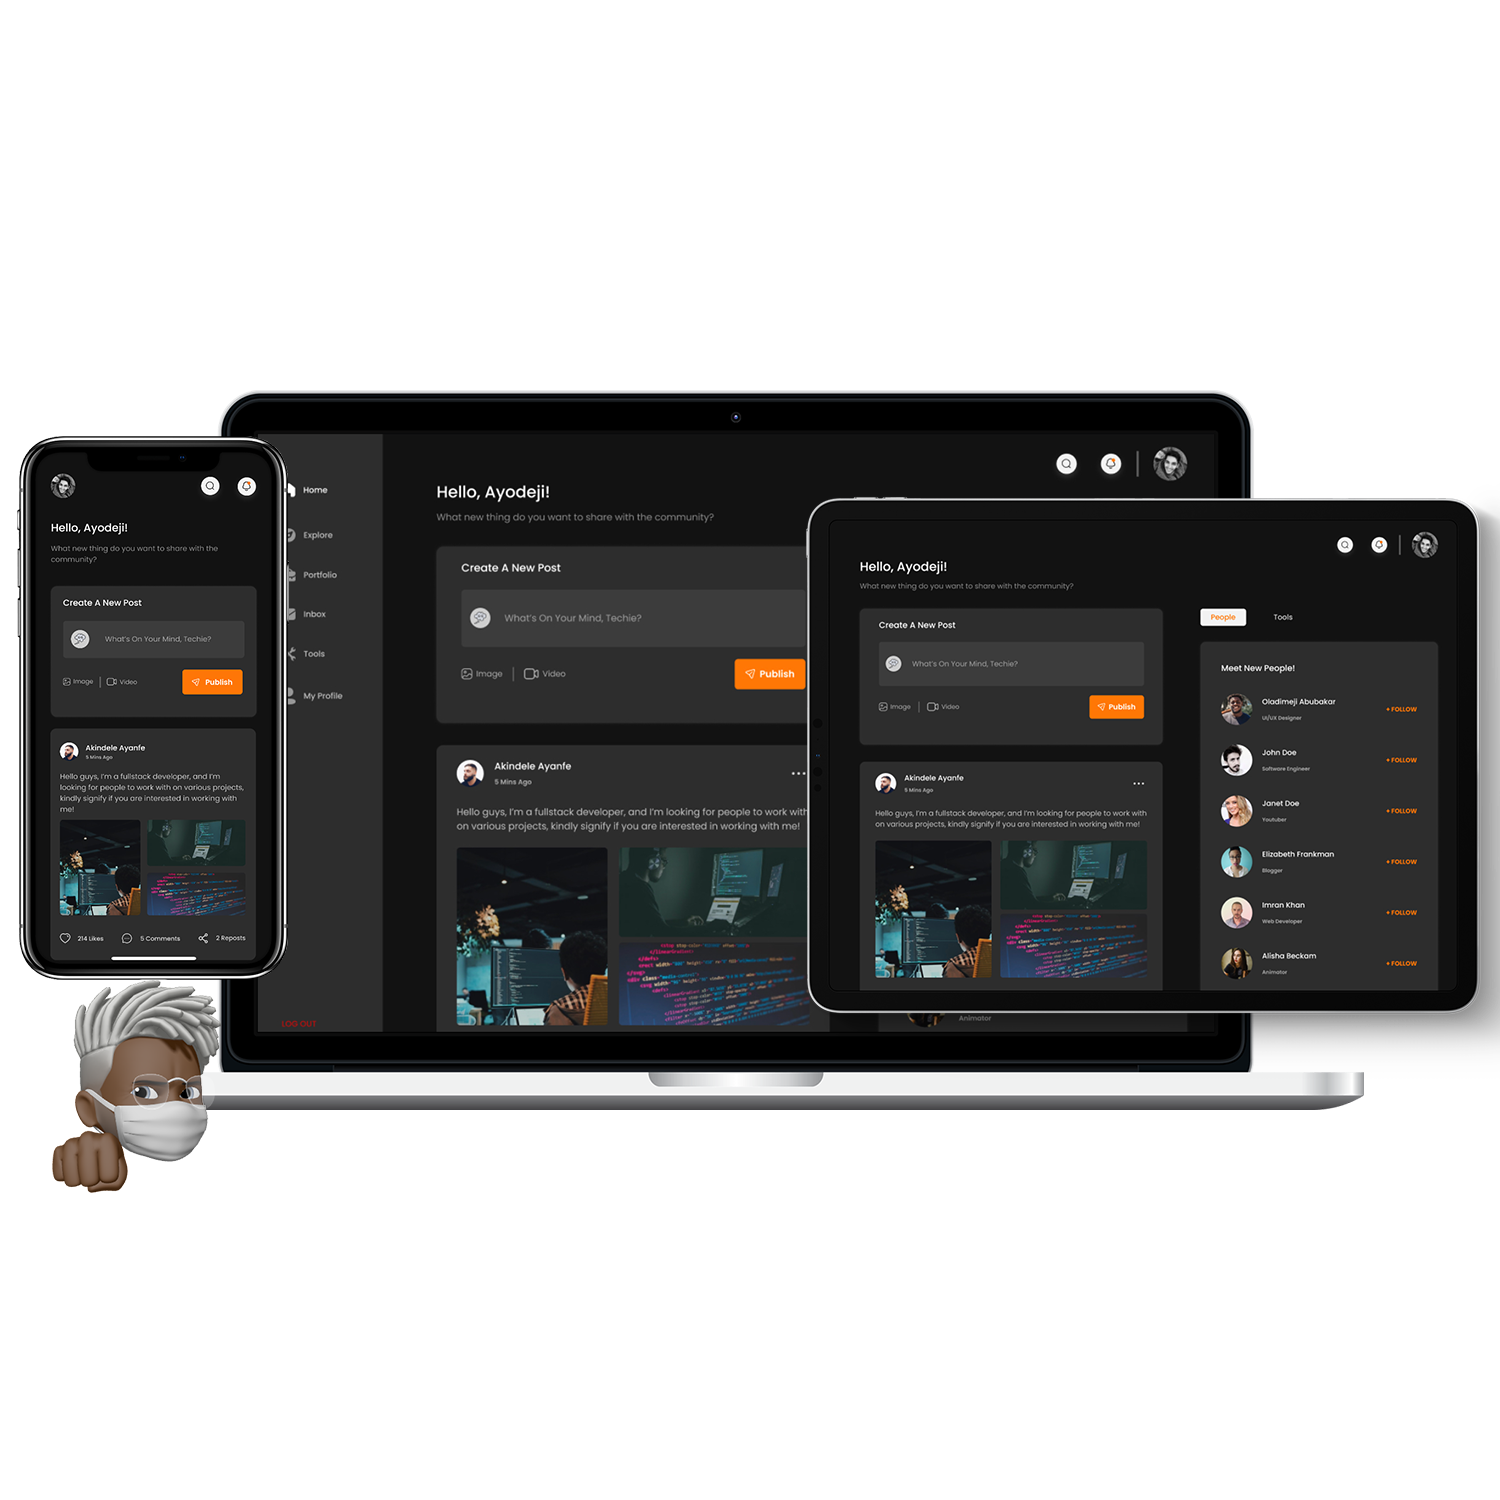 Hello, Ayodeji!
What new thing do you want to share with the
community?
Create A New Post
What's On Your Mind, Techie?
Image
Video
Publish
Akindele Ayanfe
5 Mins Ago
Hello guys, I'm a fullstack developer, and I'm
looking for people to work with on various projects,
kindly signify if you are interested in working with
me!
214 Likes
5 Comments
2 Reposts
Home
Explore
Portfolio
Inbox
Tools
My Profile
LOG OUT
Hello, Ayodeji!
What new thing do you want to share with the community?
Create A New Post
What's On Your Mind, Techie?
Image
Video
Publish
Akindele Ayanfe
5 Mins Ago
Hello guys, I'm a fullstack developer, and I'm looking for people to work with
on various projects, kindly signify if you are interested in working with me!
Animator
Hello, Ayodeji!
What new thing do you want to share with the community?
Create A New Post
What's On Your Mind, Techie?
Image
Video
Publish
Akindele Ayanfe
5 Mins Ago
Hello guys, I'm a fullstack developer, and I'm looking for people to work with
on various projects, kindly signify if you are interested in working with me!
People
Tools
Meet New People!
Oladimeji Abubakar
UI/UX Designer
+ FOLLOW
John Doe
Software Engineer
+ FOLLOW
Janet Doe
Youtuber
+ FOLLOW
Elizabeth Frankman
Blogger
+ FOLLOW
Imran Khan
Web Developer
+ FOLLOW
Alisha Beckam
Animator
+ FOLLOW